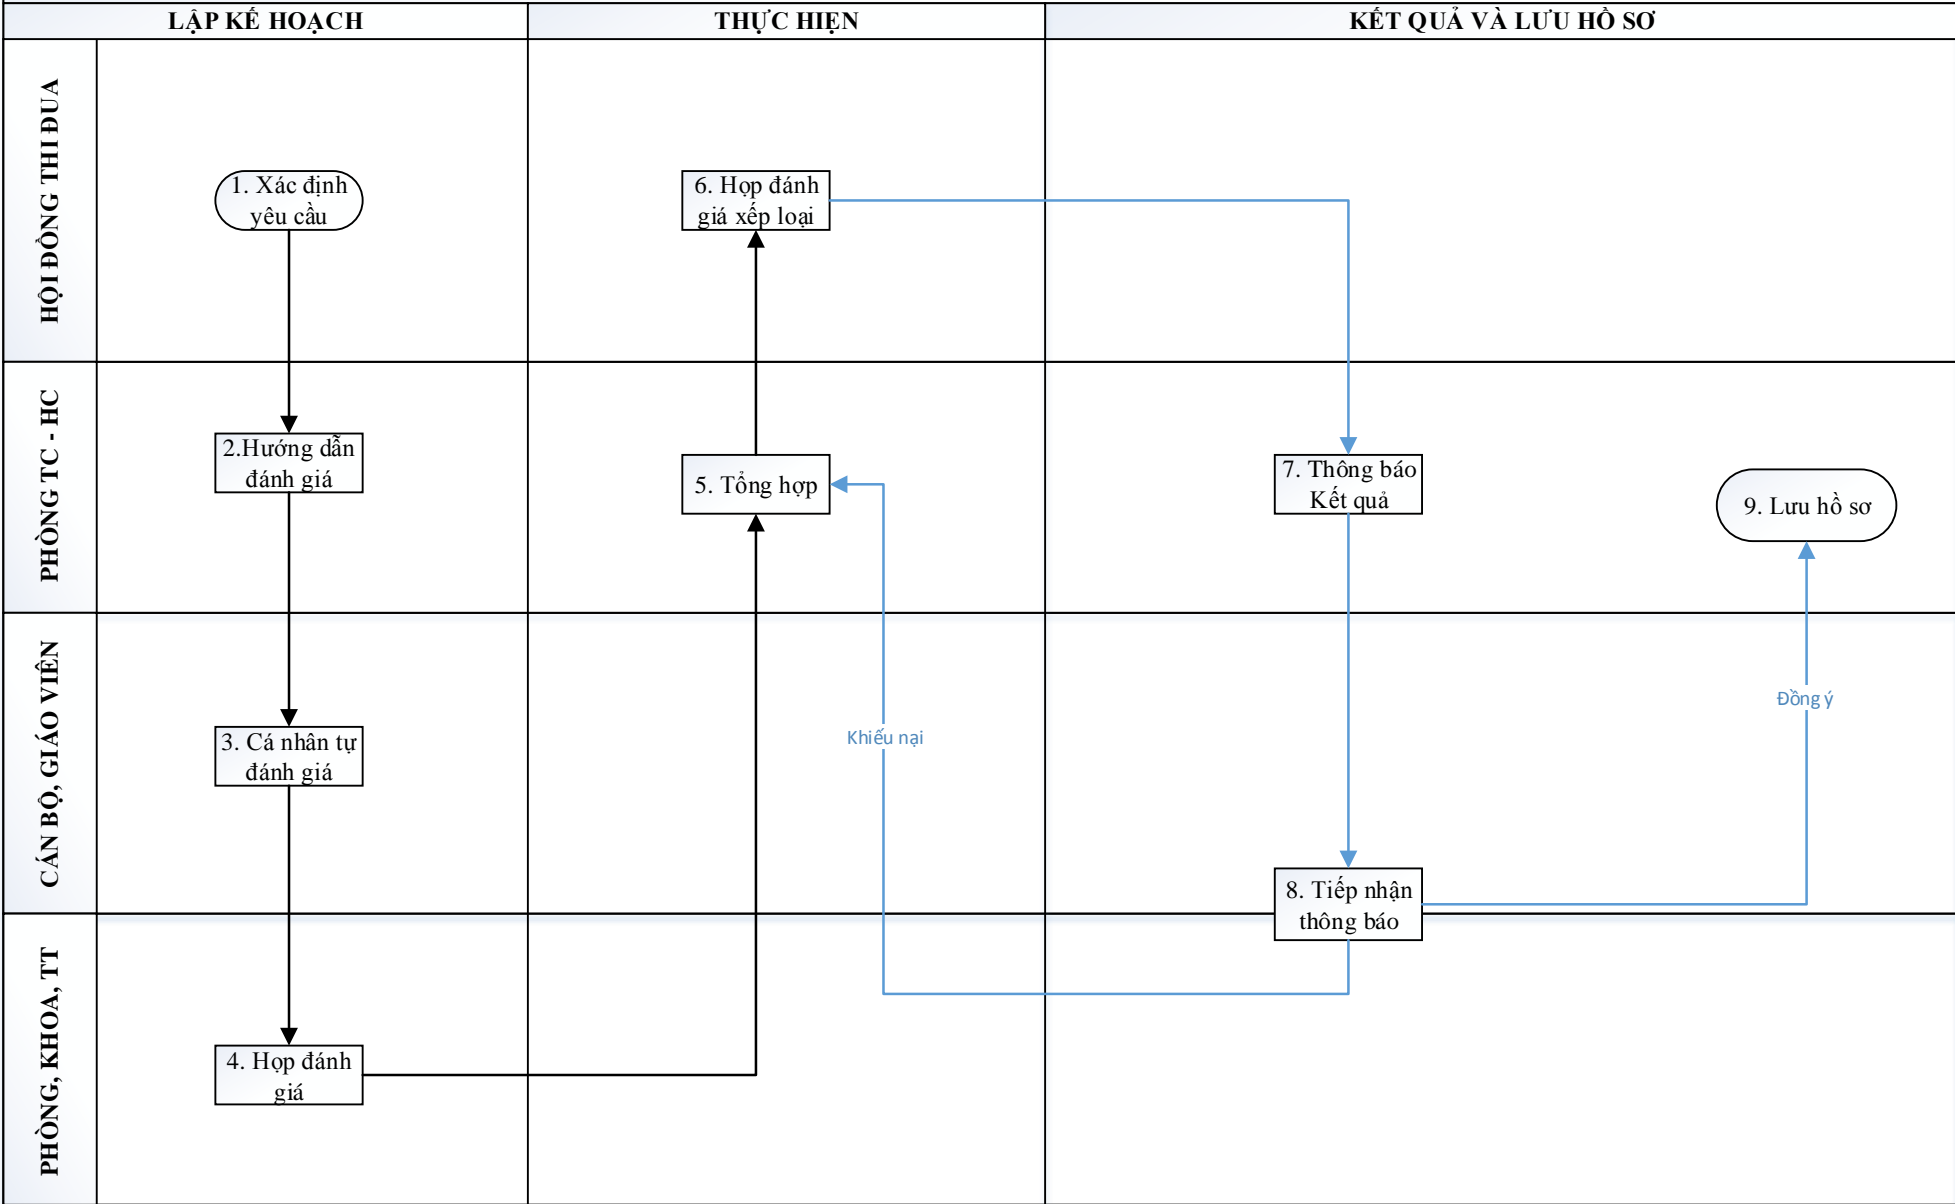 LẬP KẾ HOẠCH
THỰC HIỆN
KẾT QUẢ VÀ LƯU HỒ SƠ
HỘI ĐỒNG THI ĐUA
1. Xác định
yêu cầu
6. Họp đánh
giá xếp loại
PHÒNG TC - HC
2.Hướng dẫn
đánh giá
5. Tổng hợp
7. Thông báo
Kết quả
9. Lưu hồ sơ
CÁN BỘ, GIÁO VIÊN
3. Cá nhân tự
đánh giá
Khiếu nại
Đồng ý
8. Tiếp nhận
thông báo
PHÒNG, KHOA, TT
4. Họp đánh
giá